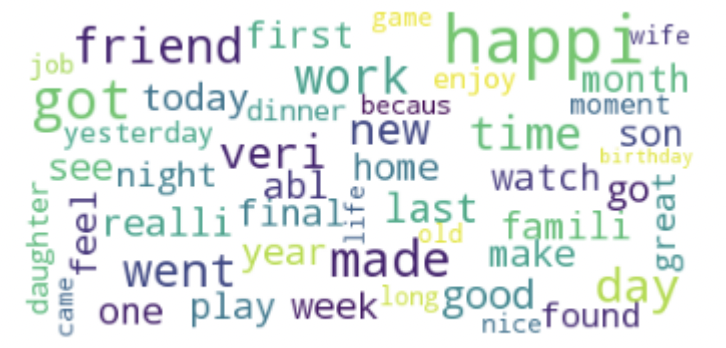 game
happi
wife
friend
first
job
work
enjoy
month
got
today
dinner
becaus
moment
yesterday
new
time
son
veri
birthday
see
night
abl
home
watch
go
great
daughter
feel
realli
final
life
last
famili
old
came
went
year
made
make
day
one
play
week
long
good
nice
found